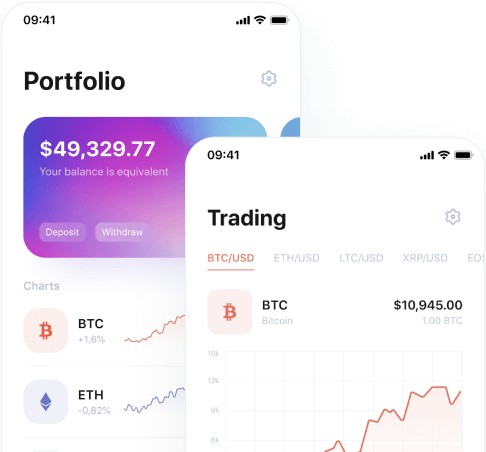 09:41
Portfolio
$49,329.77
Your balance is equivalent
Deposit Withdraw
Charts
BTC
+1,6%
ETH
-0,82%
09:41
Trading
BTC/USD ETH/USD LTC/USD XRP/USD EOS
BTC $10,945.00
Bitcoin 1.00 BTC
15k
12k
9k
6k